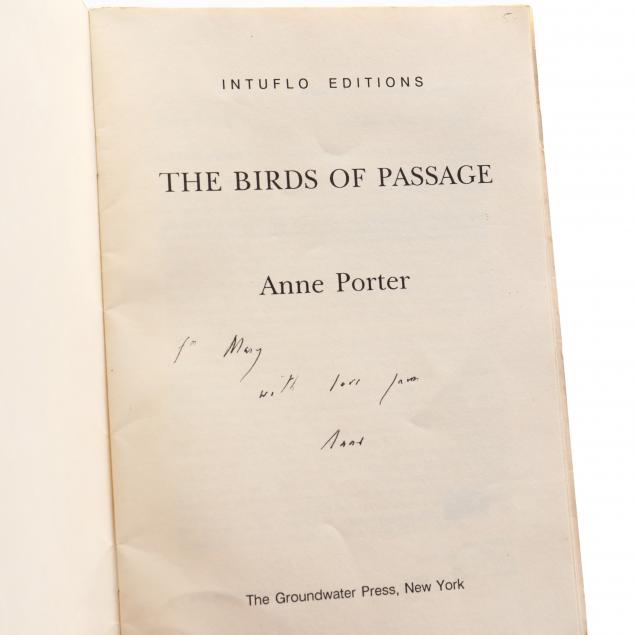 INTUFLO EDITIONS
THE BIRDS OF PASSAGE
Anne Porter
for Mary
with love from
Anne
The Groundwater Press, New York